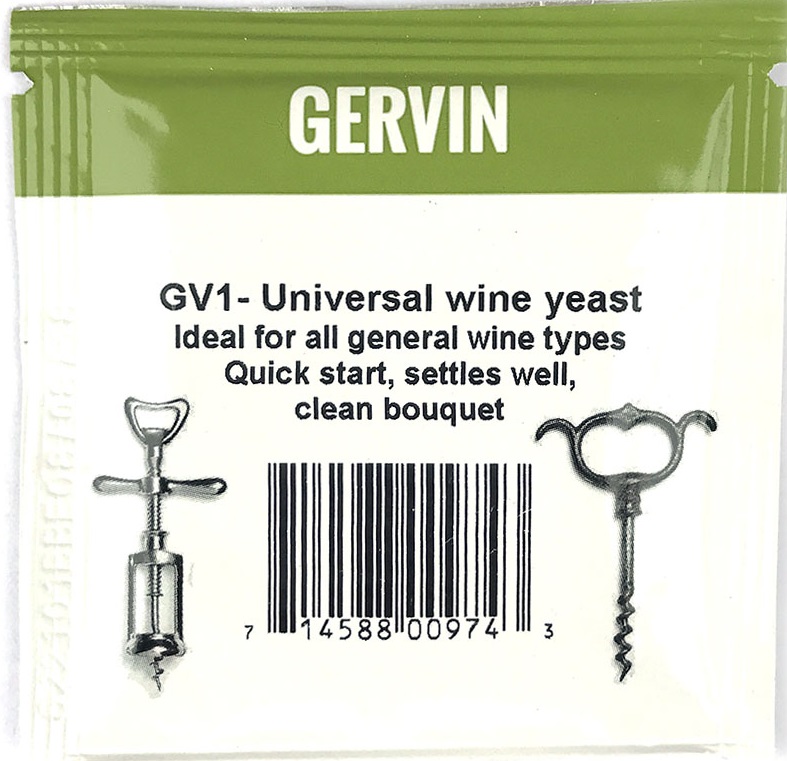 GERVIN
GV1- Universal wine yeast
Ideal for all general wine types
Quick start, settles well,
clean bouquet
7 14588 00974 3